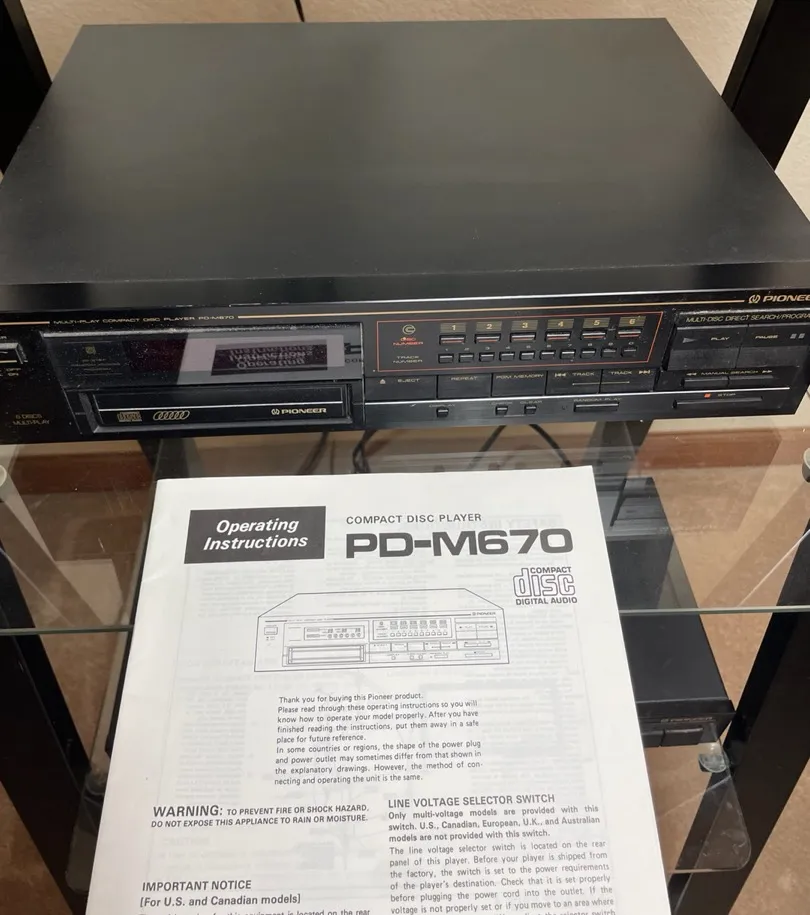 PIONEE
MULTI-PLAY COMPACT DISC PLAYER PD-M670
MULTI-DISC DIRECT SEARCH/PROGRA
DISC
NUMBER
1 2 3 4 5 6
TRACK
NUMBER
PLAY
PAUSE
OFF
ON
EJECT
REPEAT
PGM MEMORY
TRACK
TRACK
MANUAL SEARCH
STOP
RANDOM PLAY
6 DISCS
MULTI-PLAY
disc
PIONEER
Operating
Instructions
COMPACT DISC PLAYER
PD-M670
COMPACT
disc
DIGITAL AUDIO
Thank you for buying this Pioneer product.
Please read through these operating instructions so you will
know how to operate your model properly. After you have
finished reading the instructions, put them away in a safe
place for future reference.
In some countries or regions, the shape of the power plug
and power outlet may sometimes differ from that shown in
the explanatory drawings. However, the method of con-
necting and operating the unit is the same.
WARNING: TO PREVENT FIRE OR SHOCK HAZARD,
DO NOT EXPOSE THIS APPLIANCE TO RAIN OR MOISTURE.
IMPORTANT NOTICE
[For U.S. and Canadian models]
LINE VOLTAGE SELECTOR SWITCH
Only multi-voltage models are provided with this
switch. U.S., Canadian, European, U.K., and Australian
models are not provided with this switch.
The line voltage selector switch is located on the rear
panel of this player. Before your player is shipped from
the factory, the switch is set to the power requirements
of the player's destination. Check that it is set properly
before plugging the power cord into the outlet. If the
voltage is not properly set or if you move to an area where